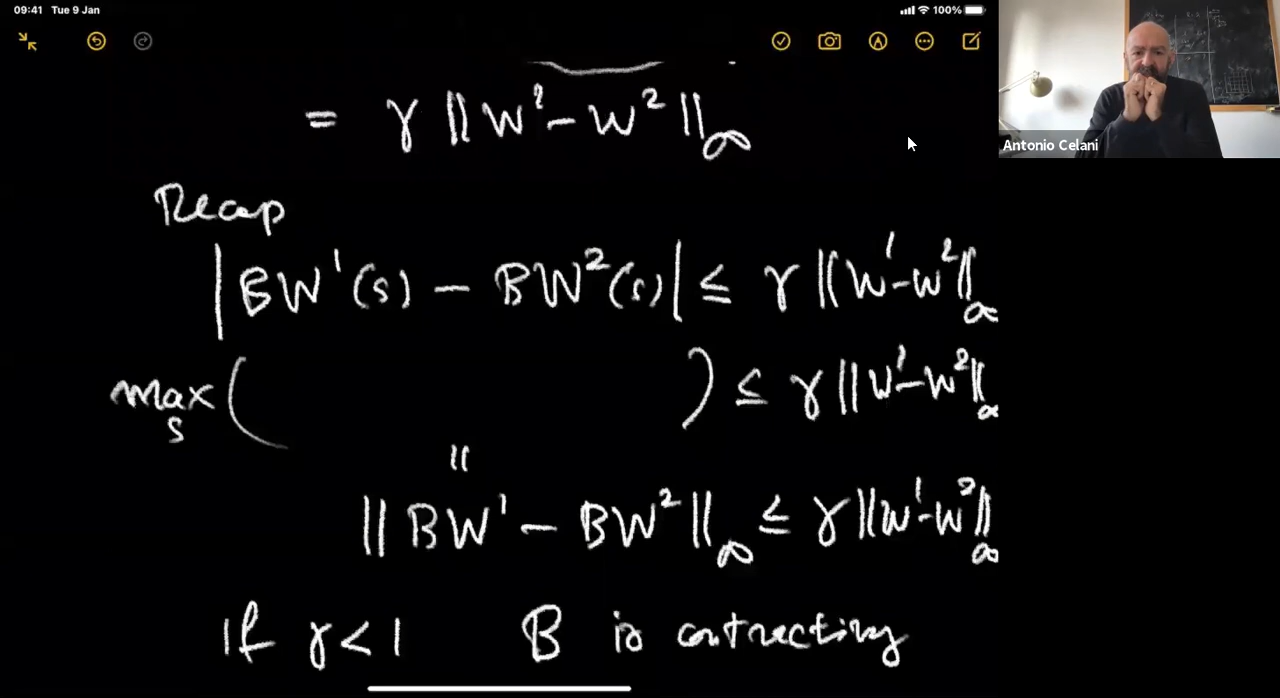 09:41 Tue 9 Jan 100%
= γ ‖W¹ − W²‖∞
Antonio Celani
Recap
|BW¹(s) − BW²(s)| ≤ γ ‖W¹ − W²‖∞
max_s ( ) ≤ γ ‖W¹ − W²‖∞
‖BW¹ − BW²‖∞ ≤ γ ‖W¹ − W²‖∞
If γ < 1 B is contracting